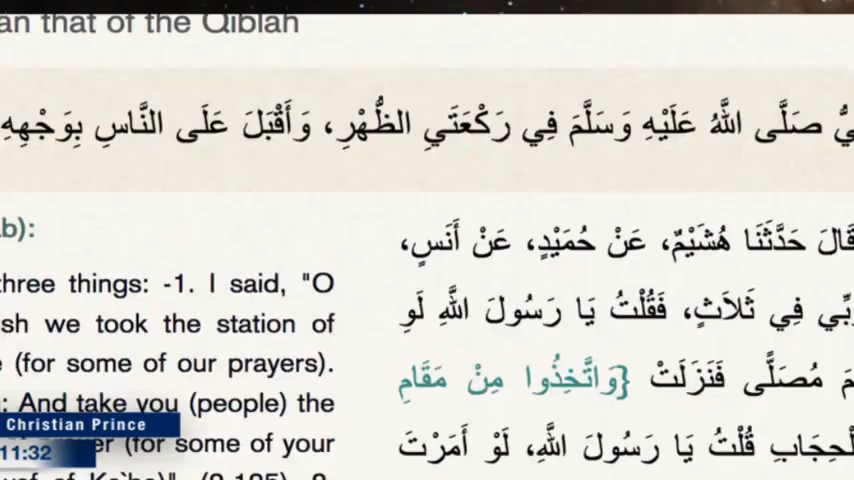 an that of the Qiblah
يُّ صَلَّى اللَّهُ عَلَيْهِ وَسَلَّمَ فِي رَكْعَتَيِ الظُّهْرِ، وَأَقْبَلَ عَلَى النَّاسِ بِوَجْهِهِ
b):
three things: -1. I said, "O
sh we took the station of
(for some of our prayers).
: And take you (people) the
er (for some of your
قَالَ حَدَّثَنَا هُشَيْمٌ، عَنْ حُمَيْدٍ، عَنْ أَنَسٍ،
رَبِّي فِي ثَلاَثٍ، فَقُلْتُ يَا رَسُولَ اللَّهِ لَوِ
مَ مُصَلًّى فَنَزَلَتْ {وَاتَّخِذُوا مِنْ مَقَامِ
لْحِجَابِ قُلْتُ يَا رَسُولَ اللَّهِ، لَوْ أَمَرْتَ
Christian Prince
11:32